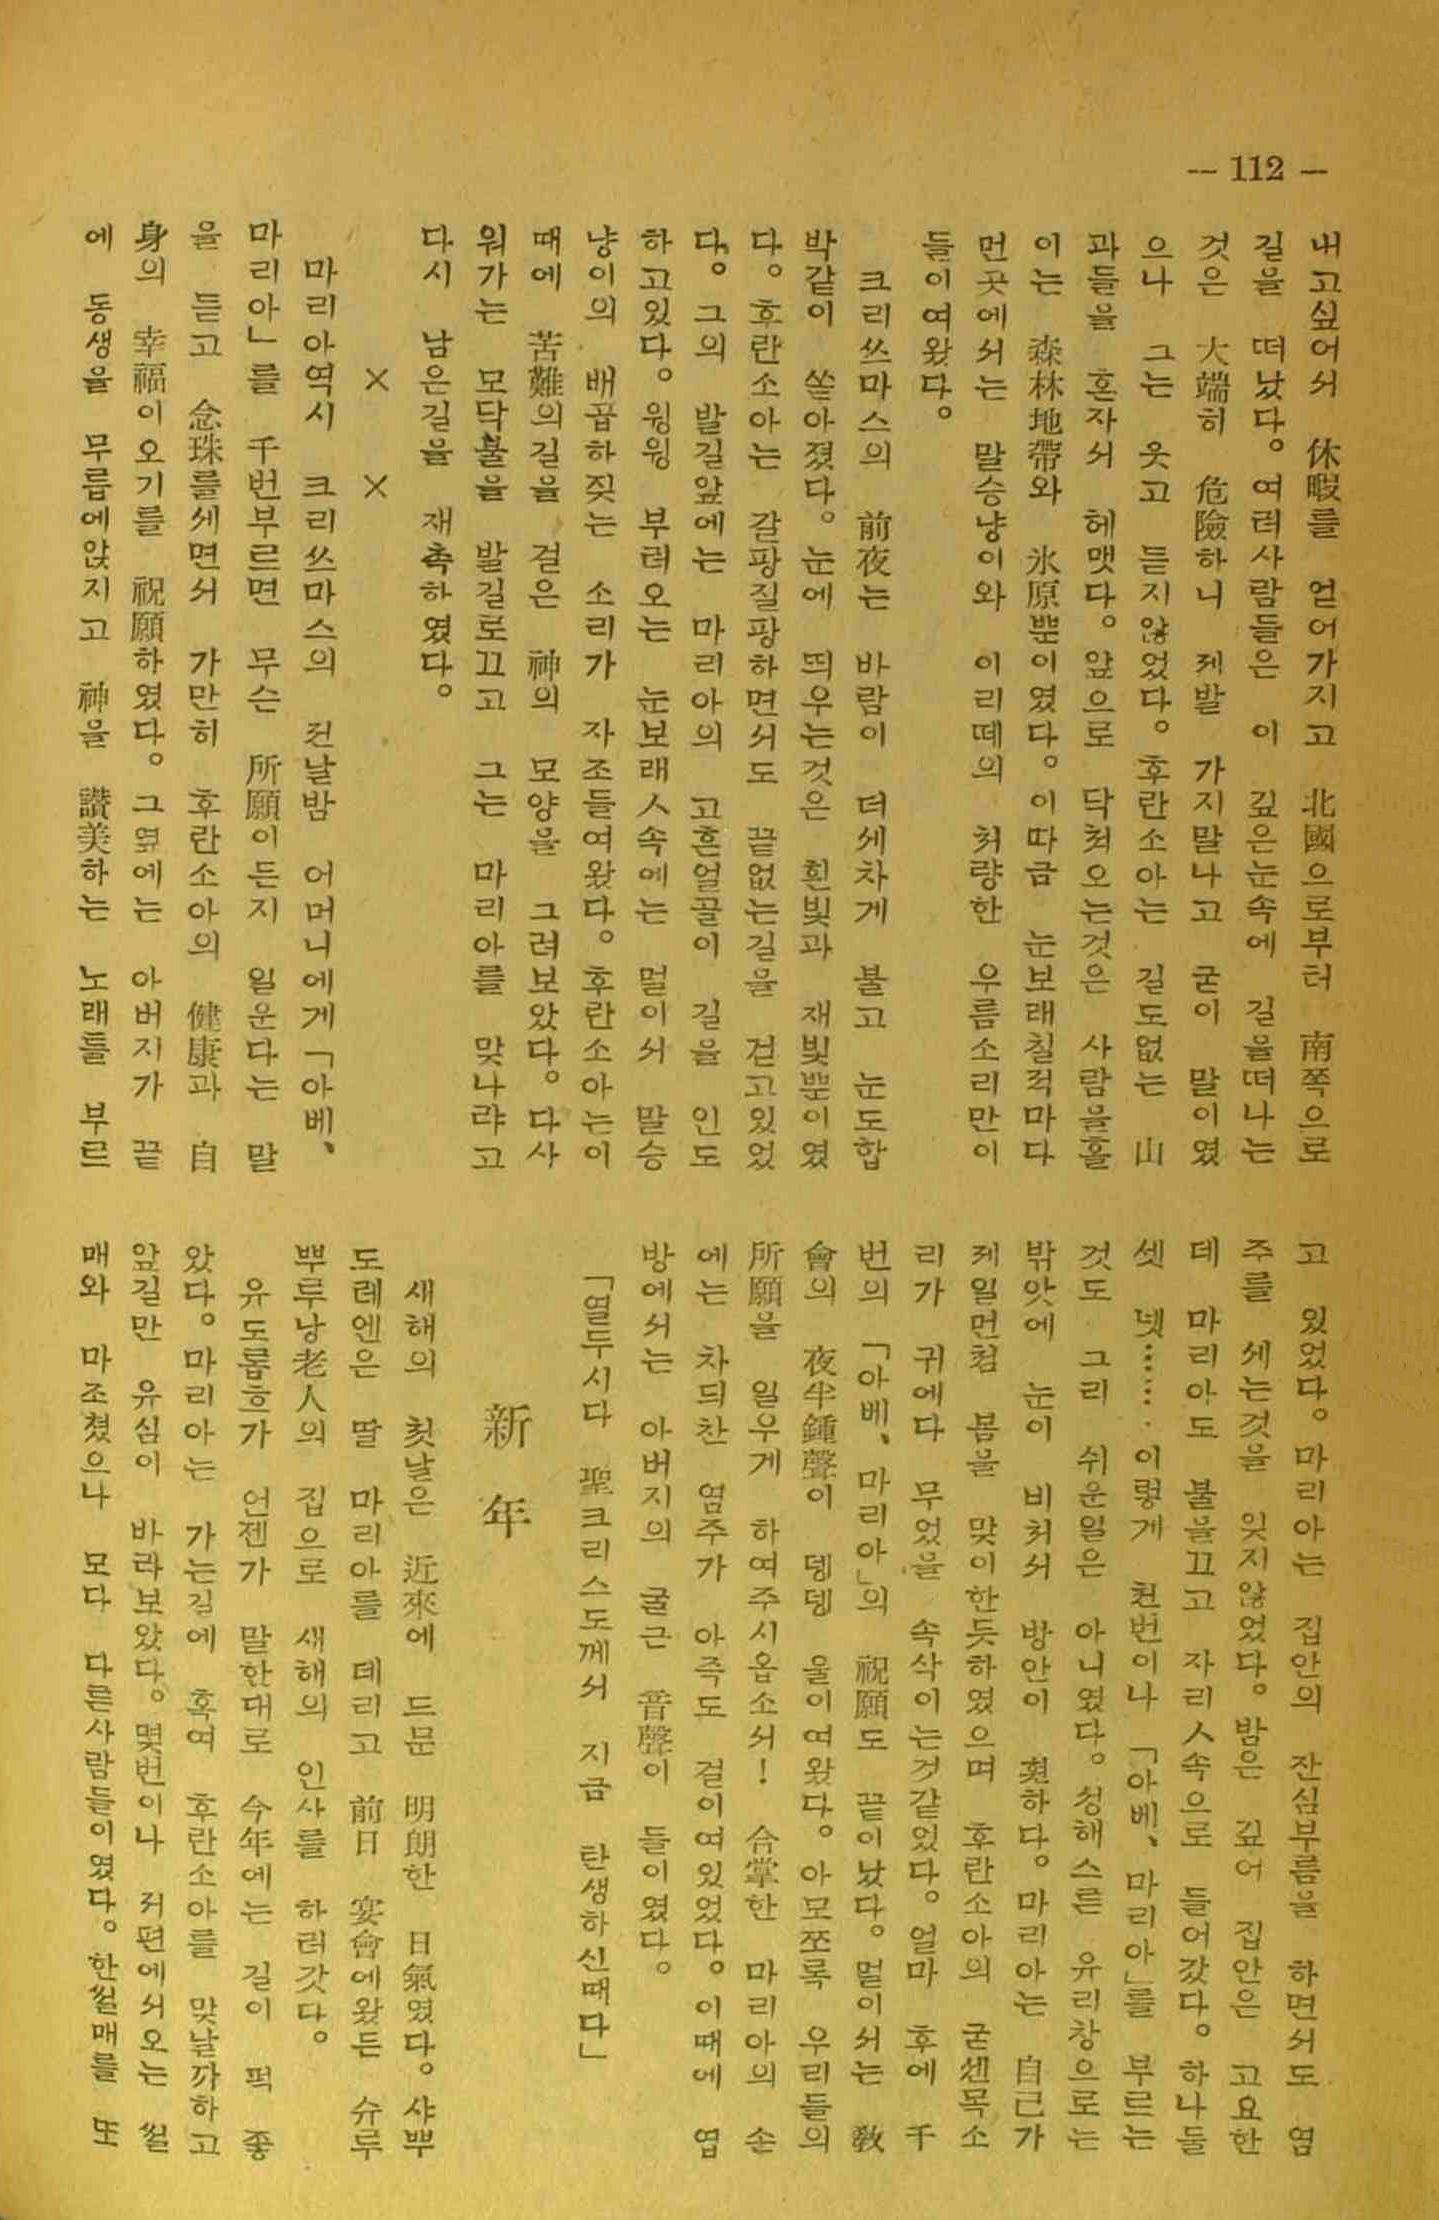 — 112 —
내고싶어서 休暇를 얻어가지고 北國으로부터 南쪽으로
길을 떠났다。여러사람들은 이 깊은눈속에 길을떠나는
것은 大端히 危險하니 제발 가지말나고 굳이 말이였
으나 그는 웃고 듣지않었다。후란소아는 길도없는 山
과들을 혼자서 헤맷다。앞으로 닥처오는것은 사람을홀
이는 森林地帶와 氷原뿐이였다。이따금 눈보래칠적마다
먼곳에서는 말승냥이와 이리떼의 처량한 우름소리만이
들이여왔다。
크리쓰마스의 前夜는 바람이 더세차게 불고 눈도합
박같이 쏟아졌다。눈에 띄우는것은 흰빛과 재빛뿐이였
다。후란소아는 갈팡질팡하면서도 끝없는길을 걷고있었
다。그의 발길앞에는 마리아의 고흔얼골이 길을 인도
하고있다。윙윙 부러오는 눈보래人속에는 멀이서 말승
냥이의 배곱하짖는 소리가 자조들여왔다。후란소아는이
때에 苦難의길을 걸은 神의 모양을 그려보았다。다사
워가는 모닥불을 발길로끄고 그는 마리아를 맞나랴고
다시 남은길을 재촉하였다。
× ×
마리아역시 크리쓰마스의 전날밤 어머니에게「아베、
마리아」를 千번부르면 무슨 所願이든지 일운다는 말
을 듣고 念珠를세면서 가만히 후란소아의 健康과 自
身의 幸福이오기를 祝願하였다。그옆에는 아버지가 끝
에 동생을 무릎에앉지고 神을 讃美하는 노래를 부르
고 있었다。마리아는 집안의 잔심부름을 하면서도 염
주를 세는것을 잊지않었다。밤은 깊어 집안은 고요한
데 마리아도 불을끄고 자리人속으로 들어갔다。하나둘
셋 넷……이렇게 천번이나 「아베、마리아」를 부르는
것도 그리 쉬운일은 아니였다。성해스른 유리창으로는
밖앗에 눈이 비처서 방안이 훤하다。마리아는 自己가
제일먼첨 봄을 맞이한듯하였으며 후란소아의 굳센목소
리가 귀에다 무었을 속삭이는것같었다。얼마 후에 千
번의 「아베、마리아」의 祝願도 끝이났다。멀이서는 敎
會의 夜半鍾聲이 뎅뎅 울이여왔다。아모쪼록 우리들의
所願을 일우게 하여주시옵소서! 合掌한 마리아의 손
에는 차듸찬 염주가 아즉도 걸이여있었다。이때에 엽
방에서는 아버지의 굴근 音聲이 들이였다。
「열두시다 聖크리스도께서 지금 탄생하신때다」
新年
새해의 첫날은 近來에 드문 明朗한 日氣였다。샤뿌
도레엔은 딸 마리아를 데리고 前日 宴會에왔든 슈루
뿌루낭老人의 집으로 새해의 인사를 하러갓다。
유도롭흐가 언젠가 말한대로 今年에는 길이 퍽 좋
았다。마리아는 가는길에 혹여 후란소아를 맞날까하고
앞길만 유심이 바라보았다。몇번이나 저편에서오는 썰
매와 마조쳤으나 모다 다른사람들이였다。한썰매를 또